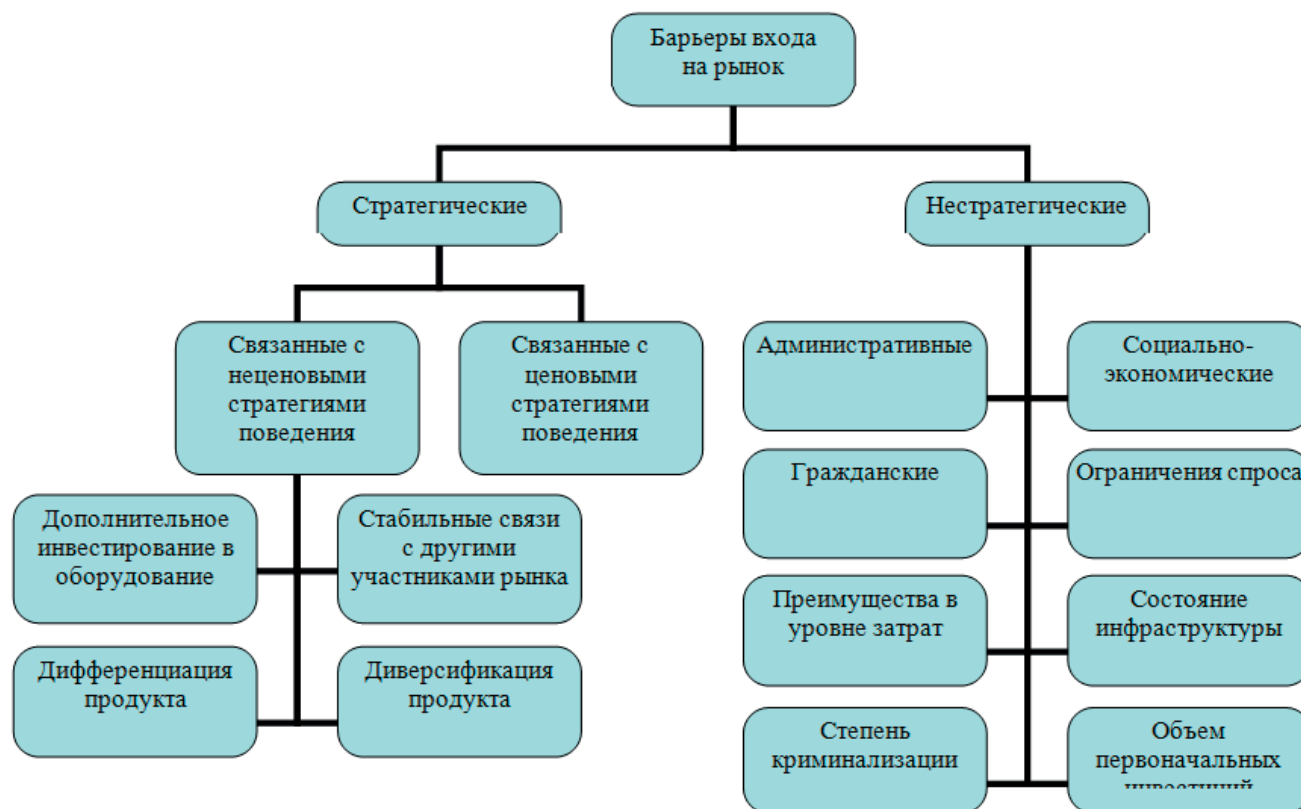 Барьеры входа
на рынок
Стратегические
Нестратегические
Связанные с
неценовыми
стратегиями
поведения
Связанные с
ценовыми
стратегиями
поведения
Административные
Социально-
экономические
Гражданские
Ограничения спроса
Дополнительное
инвестирование в
оборудование
Стабильные связи
с другими
участниками рынка
Преимущества в
уровне затрат
Состояние
инфраструктуры
Дифференциация
продукта
Диверсификация
продукта
Степень
криминализации
Объем
первоначальных
инвестиций